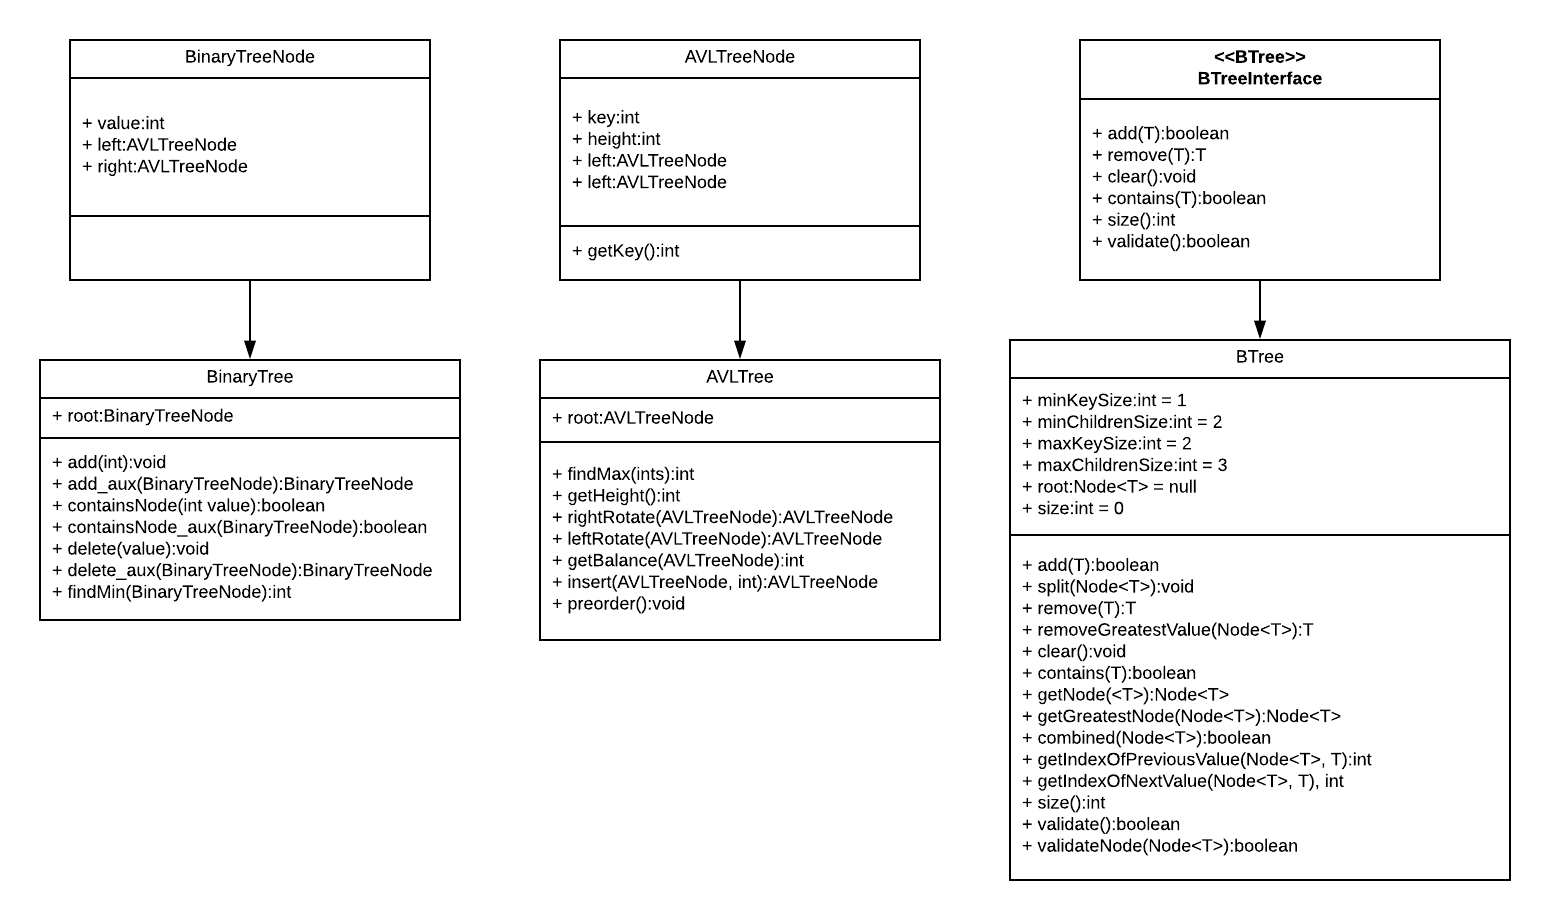 BinaryTreeNode
+ value:int
+ left:AVLTreeNode
+ right:AVLTreeNode
BinaryTree
+ root:BinaryTreeNode
+ add(int):void
+ add_aux(BinaryTreeNode):BinaryTreeNode
+ containsNode(int value):boolean
+ containsNode_aux(BinaryTreeNode):boolean
+ delete(value):void
+ delete_aux(BinaryTreeNode):BinaryTreeNode
+ findMin(BinaryTreeNode):int
AVLTreeNode
+ key:int
+ height:int
+ left:AVLTreeNode
+ left:AVLTreeNode
+ getKey():int
AVLTree
+ root:AVLTreeNode
+ findMax(ints):int
+ getHeight():int
+ rightRotate(AVLTreeNode):AVLTreeNode
+ leftRotate(AVLTreeNode):AVLTreeNode
+ getBalance(AVLTreeNode):int
+ insert(AVLTreeNode, int):AVLTreeNode
+ preorder():void
<<BTree>>
BTreeInterface
+ add(T):boolean
+ remove(T):T
+ clear():void
+ contains(T):boolean
+ size():int
+ validate():boolean
BTree
+ minKeySize:int = 1
+ minChildrenSize:int = 2
+ maxKeySize:int = 2
+ maxChildrenSize:int = 3
+ root:Node<T> = null
+ size:int = 0
+ add(T):boolean
+ split(Node<T>):void
+ remove(T):T
+ removeGreatestValue(Node<T>):T
+ clear():void
+ contains(T):boolean
+ getNode(<T>):Node<T>
+ getGreatestNode(Node<T>):Node<T>
+ combined(Node<T>):boolean
+ getIndexOfPreviousValue(Node<T>, T):int
+ getIndexOfNextValue(Node<T>, T), int
+ size():int
+ validate():boolean
+ validateNode(Node<T>):boolean